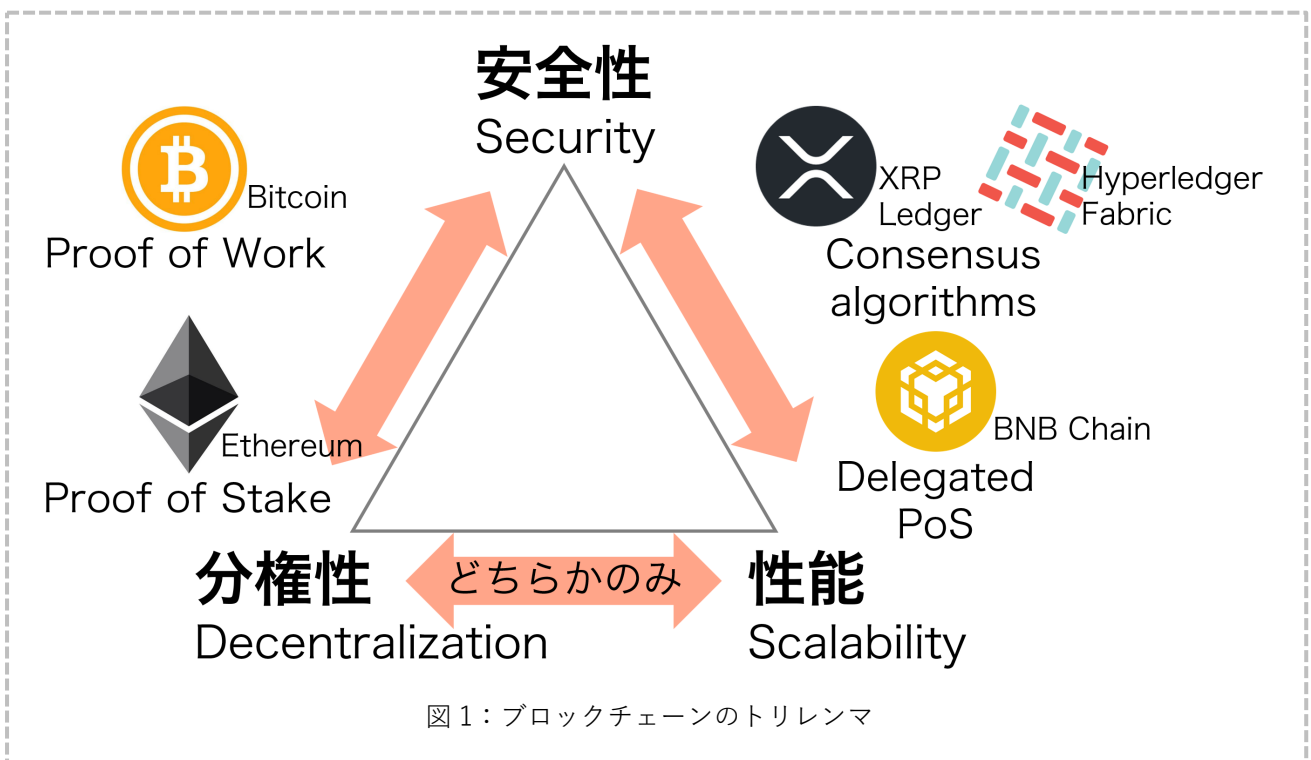 安全性
Security
Bitcoin
Proof of Work
Ethereum
Proof of Stake
XRP
Ledger
Hyperledger
Fabric
Consensus
algorithms
BNB Chain
Delegated
PoS
分権性
Decentralization
どちらかのみ
性能
Scalability
図 1：ブロックチェーンのトリレンマ